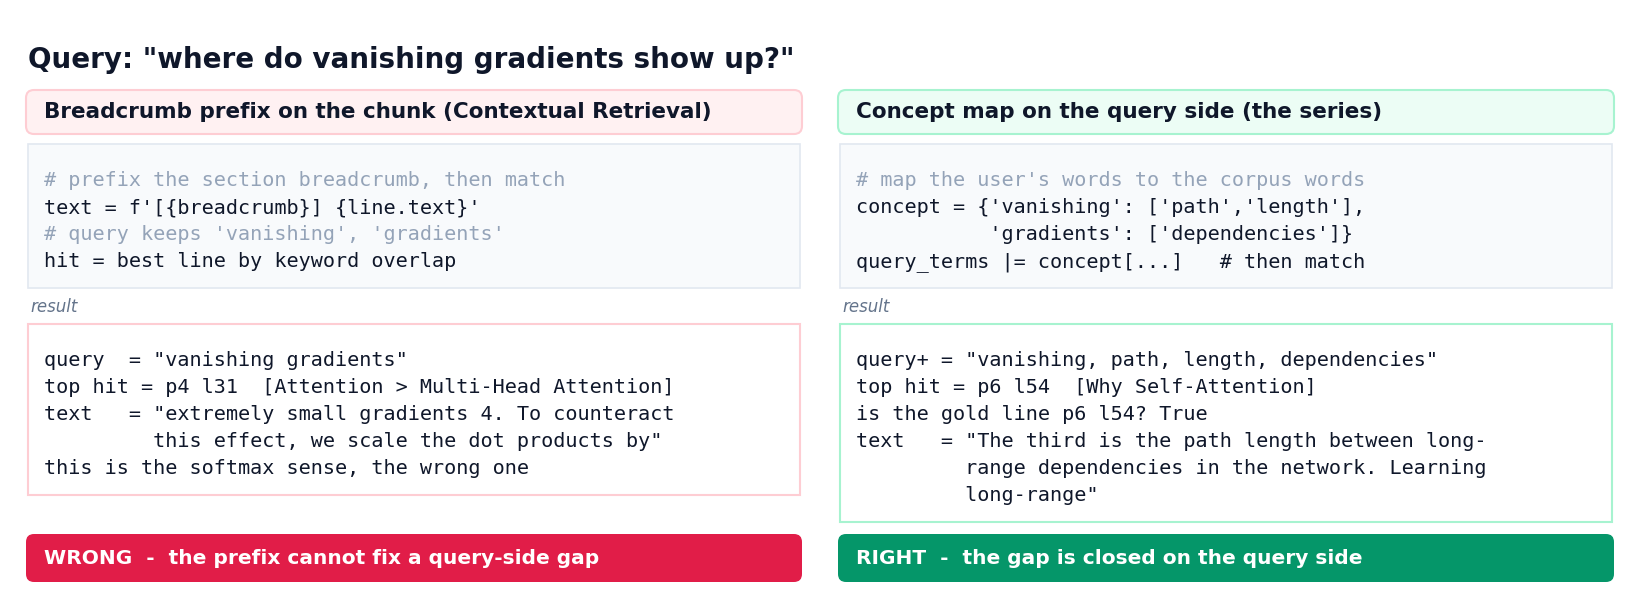 Query: "where do vanishing gradients show up?"
Breadcrumb prefix on the chunk (Contextual Retrieval)
# prefix the section breadcrumb, then match
text = f'[{breadcrumb}] {line.text}'
# query keeps 'vanishing', 'gradients'
hit = best line by keyword overlap
result
query  = "vanishing gradients"
top hit = p4 l31  [Attention > Multi-Head Attention]
text   = "extremely small gradients 4. To counteract
         this effect, we scale the dot products by"
this is the softmax sense, the wrong one
WRONG  -  the prefix cannot fix a query-side gap
Concept map on the query side (the series)
# map the user's words to the corpus words
concept = {'vanishing': ['path','length'],
           'gradients': ['dependencies']}
query_terms |= concept[...]   # then match
result
query+ = "vanishing, path, length, dependencies"
top hit = p6 l54  [Why Self-Attention]
is the gold line p6 l54? True
text   = "The third is the path length between long-
         range dependencies in the network. Learning
         long-range"
RIGHT  -  the gap is closed on the query side